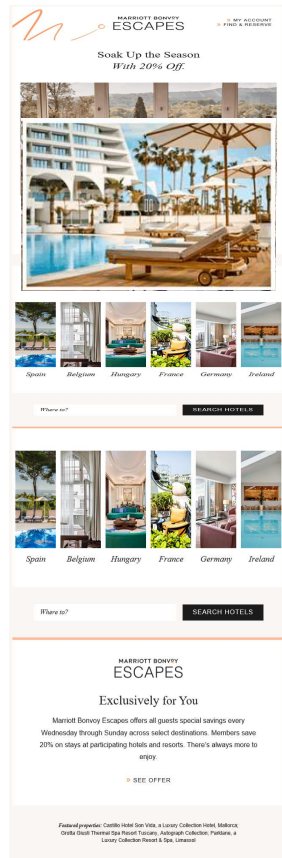 MARRIOTT BONVOY
ESCAPES
» MY ACCOUNT
» FIND & RESERVE
Soak Up the Season
With 20% Off.
Spain Belgium Hungary France Germany Ireland
Where to? SEARCH HOTELS
Spain Belgium Hungary France Germany Ireland
Where to? SEARCH HOTELS
MARRIOTT BONVOY
ESCAPES
Exclusively for You
Marriott Bonvoy Escapes offers all guests special savings every
Wednesday through Sunday across select destinations. Members save
20% on stays at participating hotels and resorts. There's always more to
enjoy.
» SEE OFFER
Featured properties: Castillo Hotel Son Vida, a Luxury Collection Hotel, Mallorca;
Grotta Giusti Thermal Spa Resort Tuscany, Autograph Collection; Parklane, a
Luxury Collection Resort & Spa, Limassol